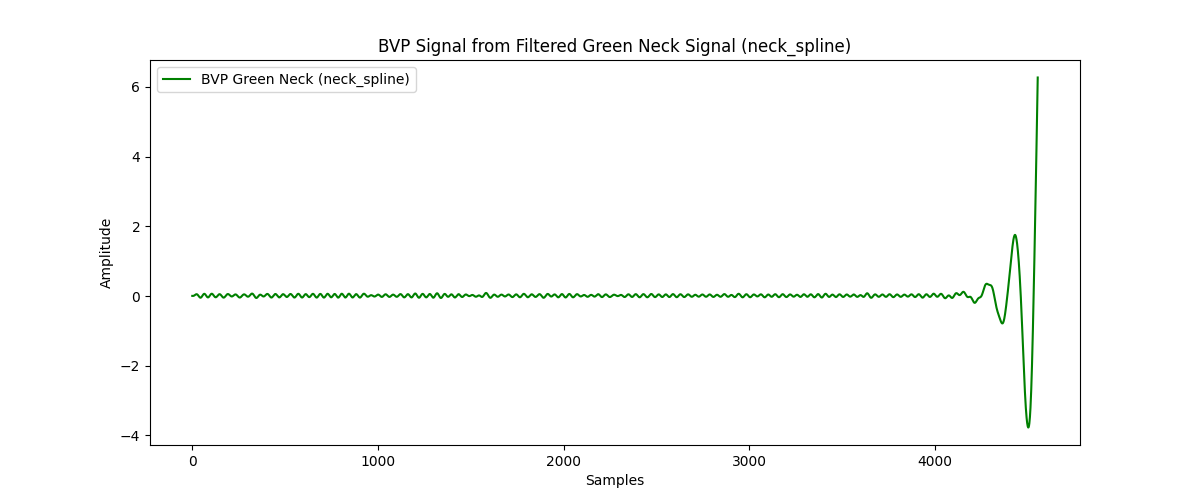 BVP Signal from Filtered Green Neck Signal (neck_spline)
BVP Green Neck (neck_spline)
6
4
2
0
−2
−4
Amplitude
0 1000 2000 3000 4000
Samples